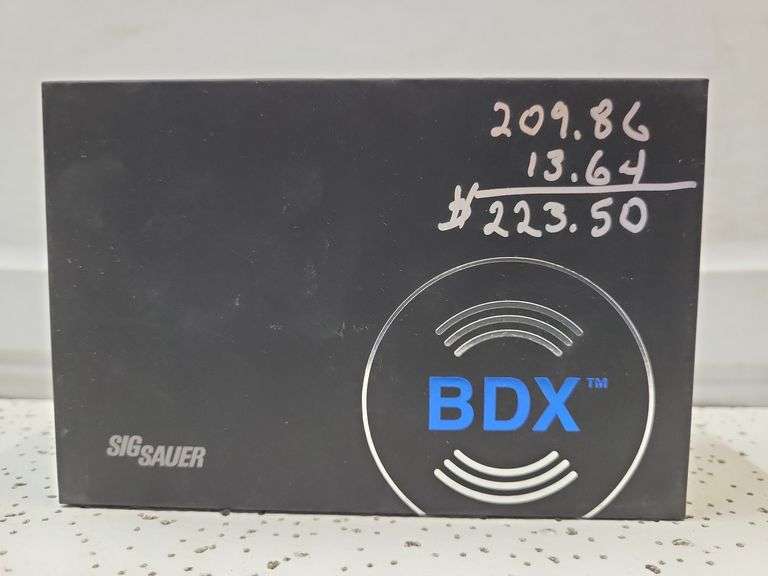 209.86
13.64
$223.50
BDX™
SIG SAUER